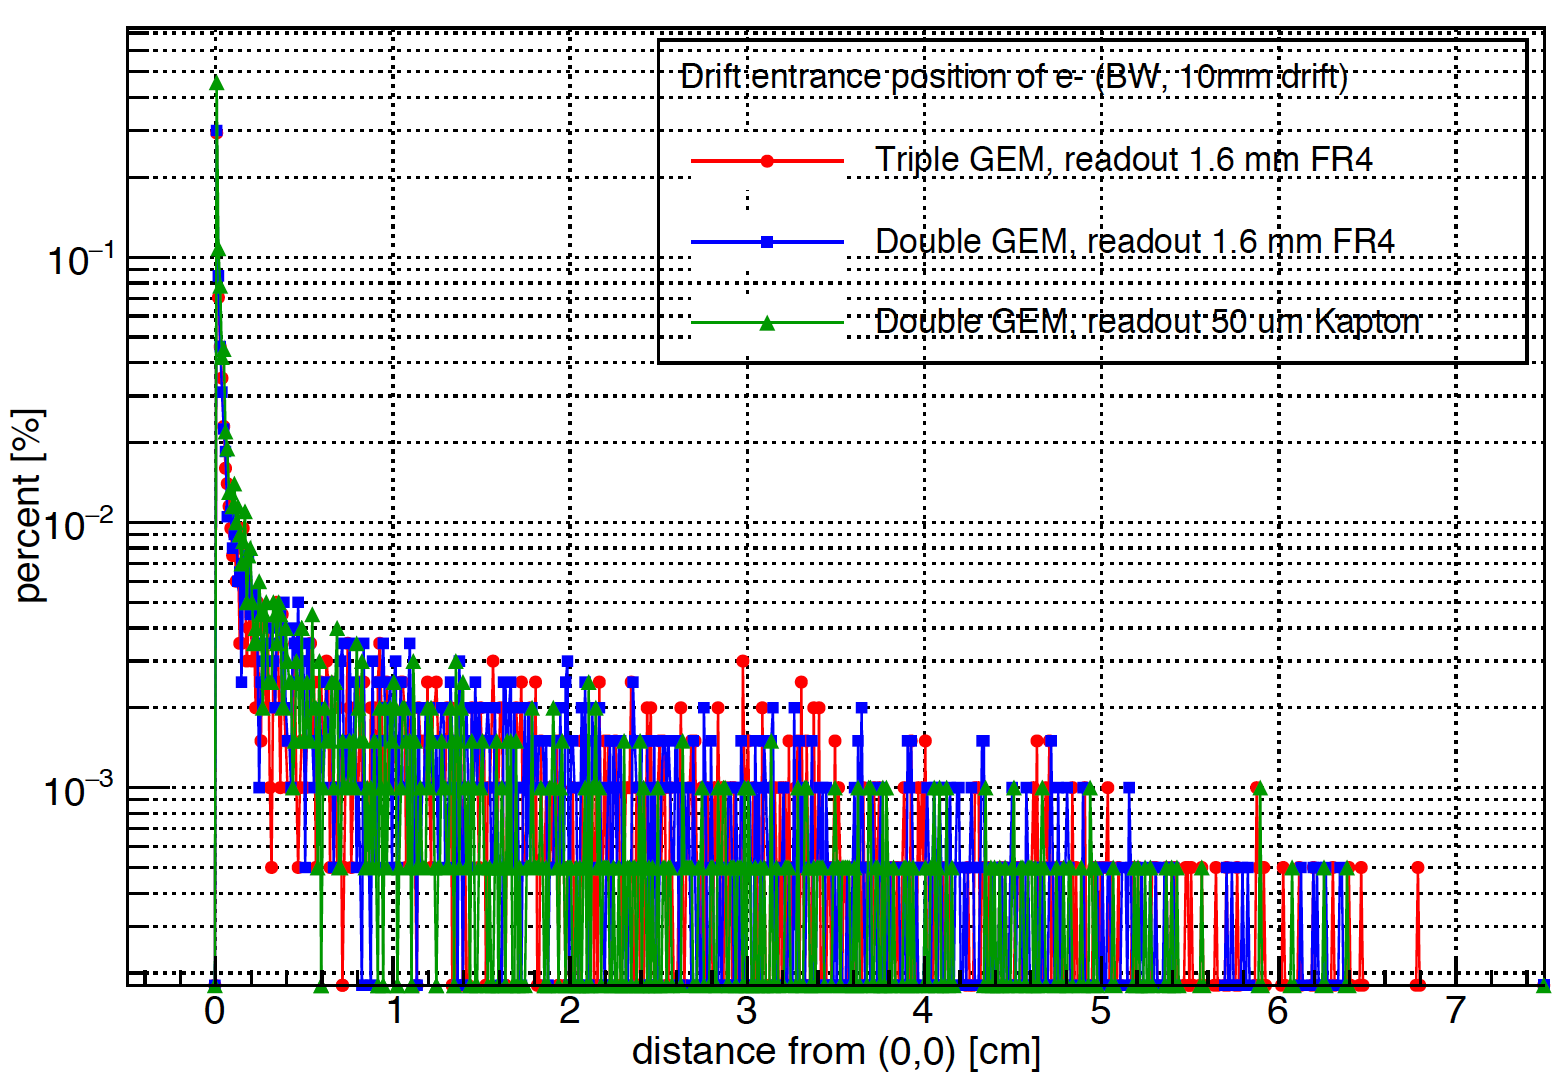 Drift entrance position of e- (BW, 10mm drift)
Triple GEM, readout 1.6 mm FR4
Double GEM, readout 1.6 mm FR4
Double GEM, readout 50 um Kapton
10⁻¹
10⁻²
10⁻³
percent [%]
0 1 2 3 4 5 6 7
distance from (0,0) [cm]